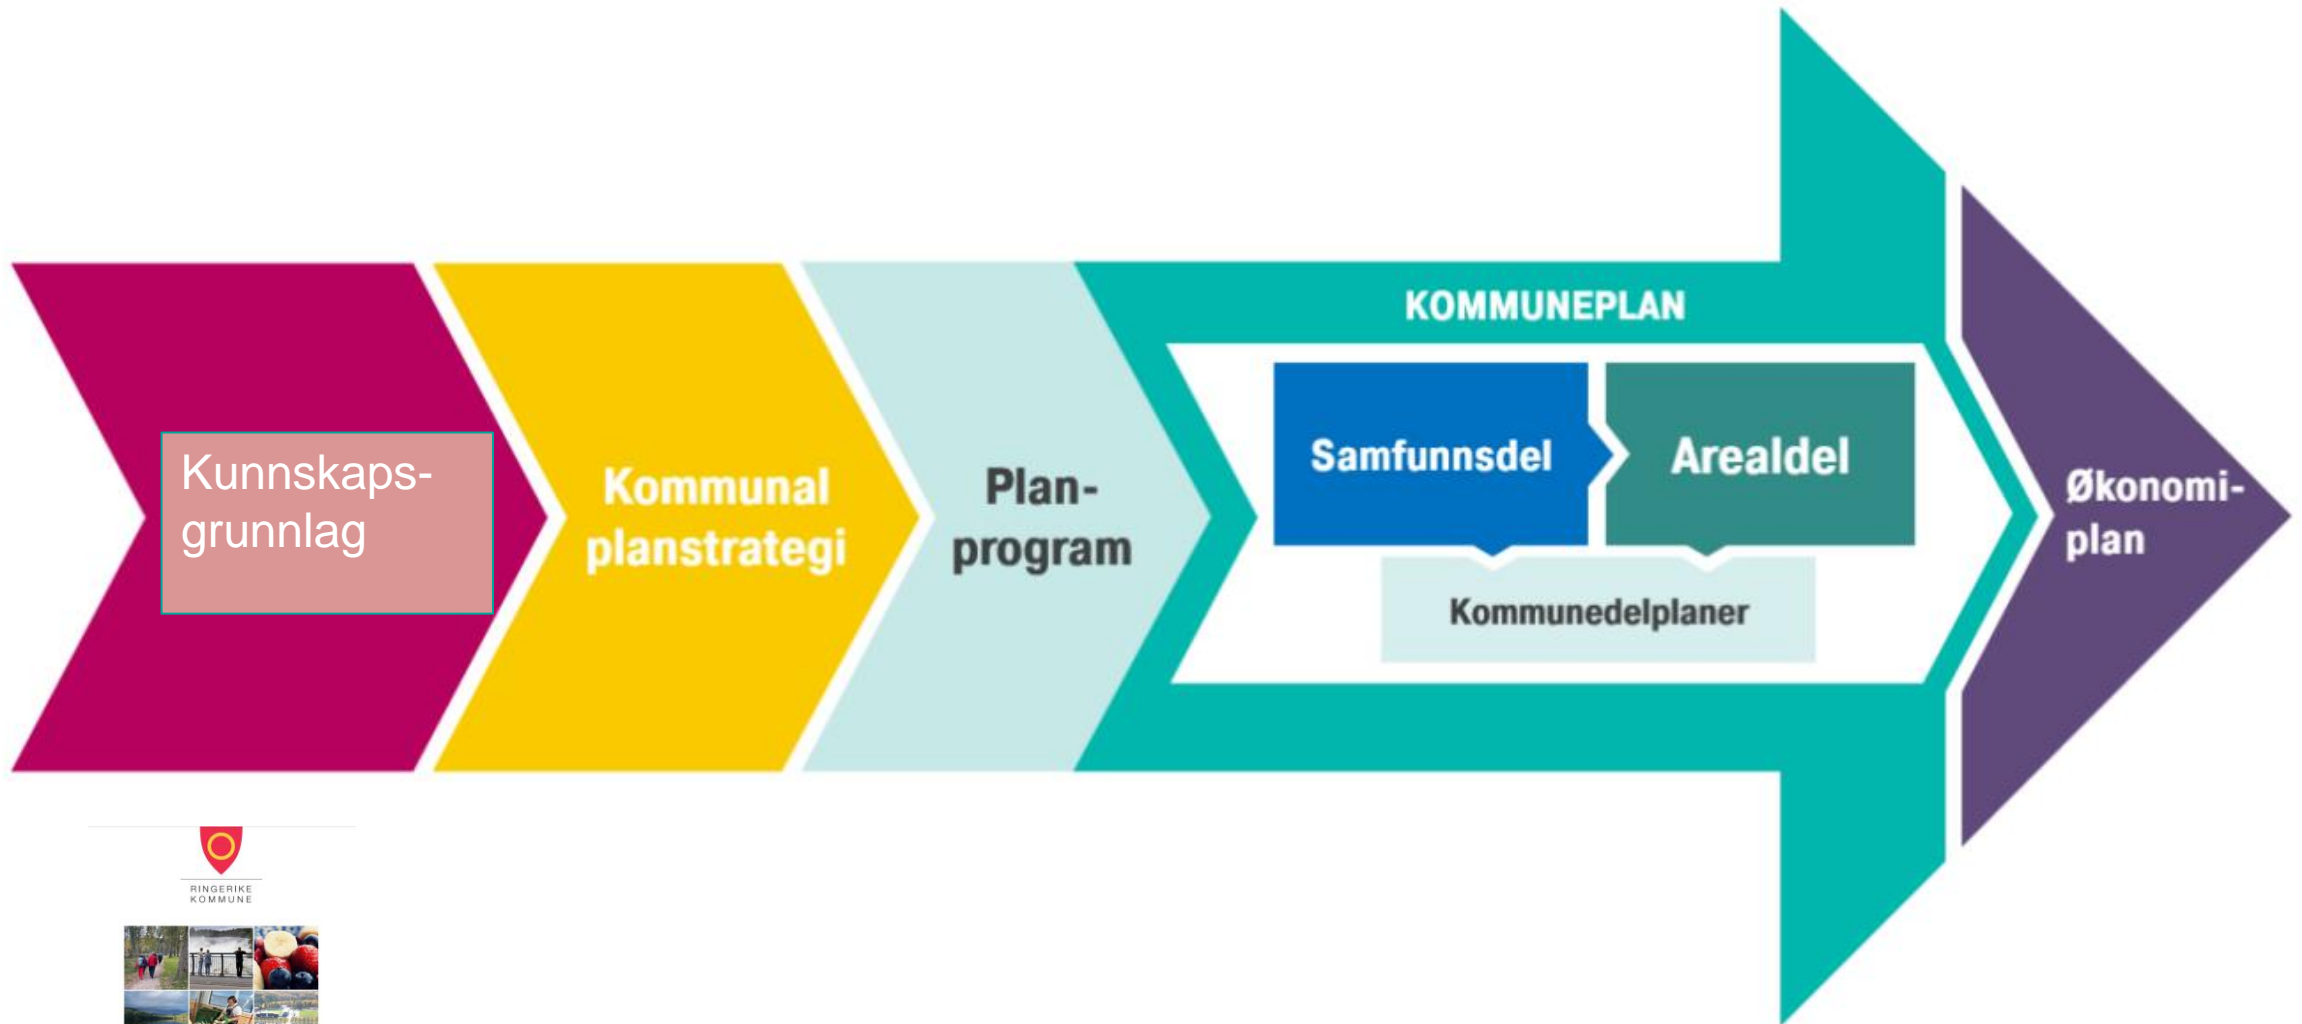 KOMMUNEPLAN
Kunnskaps-
grunnlag
Kommunal
planstrategi
Plan-
program
Samfunnsdel
Arealdel
Kommunedelplaner
Økonomi-
plan
RINGERIKE
KOMMUNE